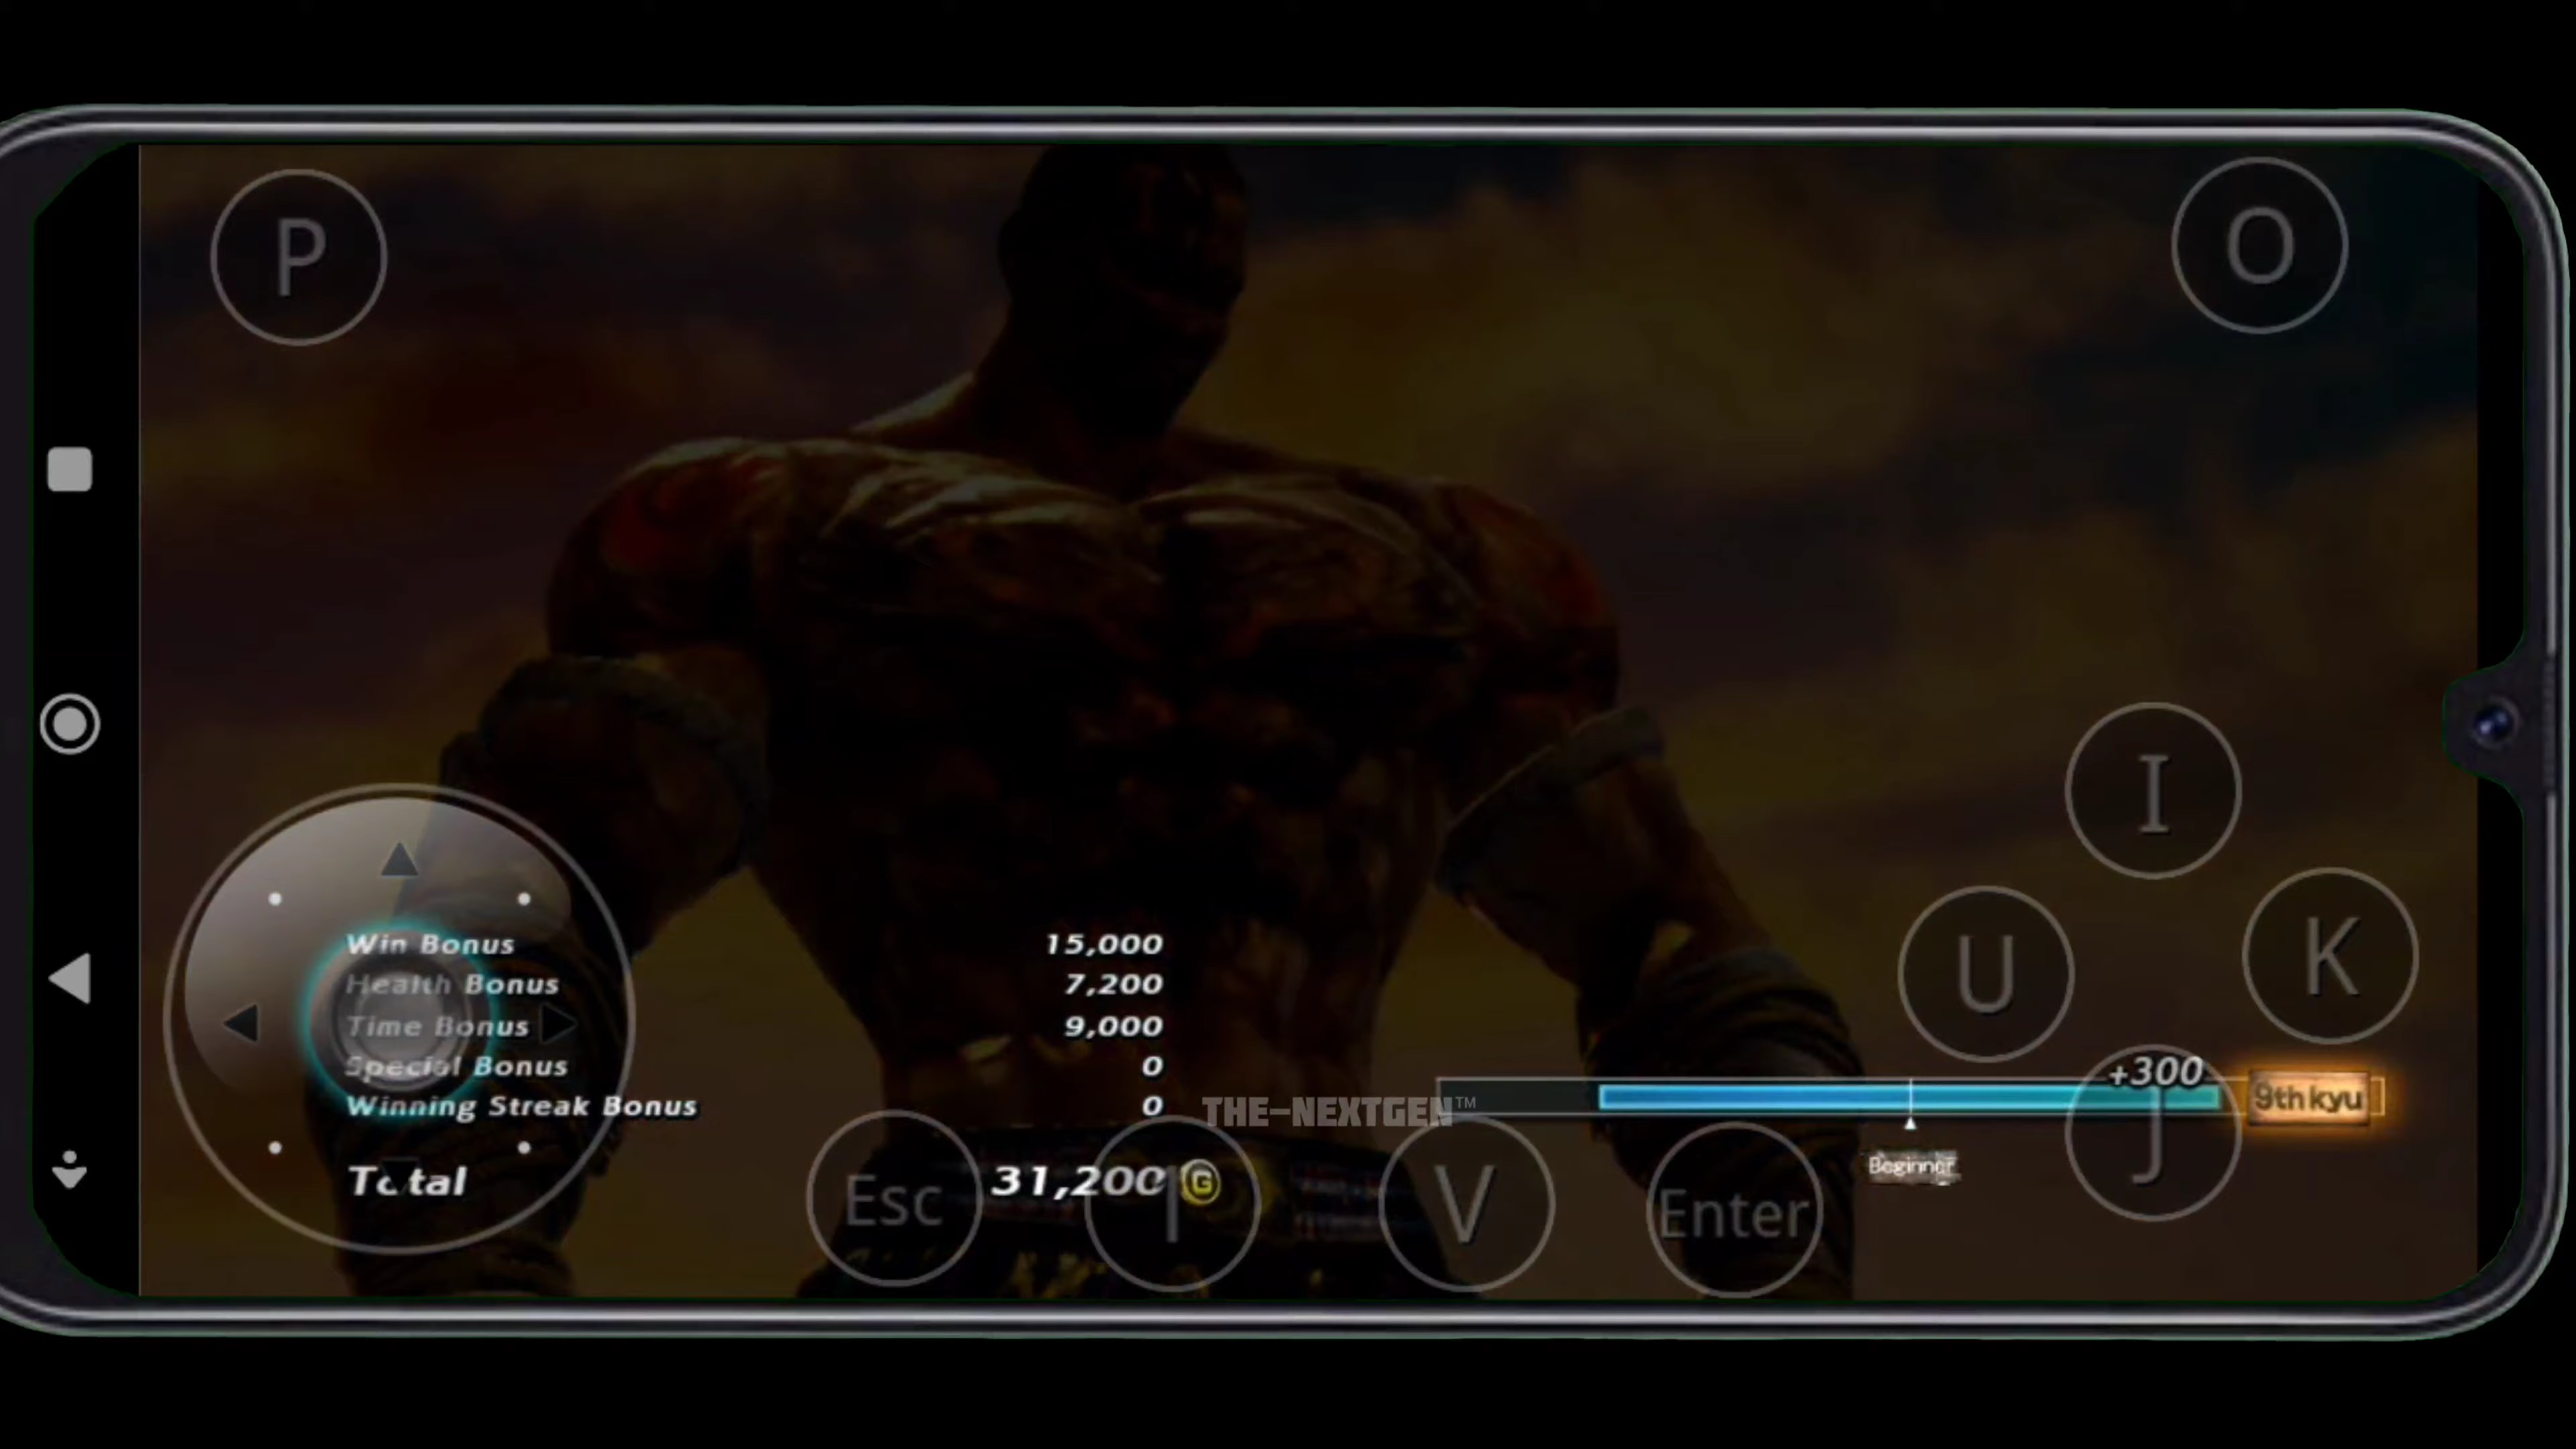 P
O
I
U
K
Win Bonus 15,000
Health Bonus 7,200
Time Bonus 9,000
Special Bonus 0
+300
9th kyu
Winning Streak Bonus 0
THE-NEXTGEN™
J
Beginner
Total 31,200 G
Esc
V
Enter